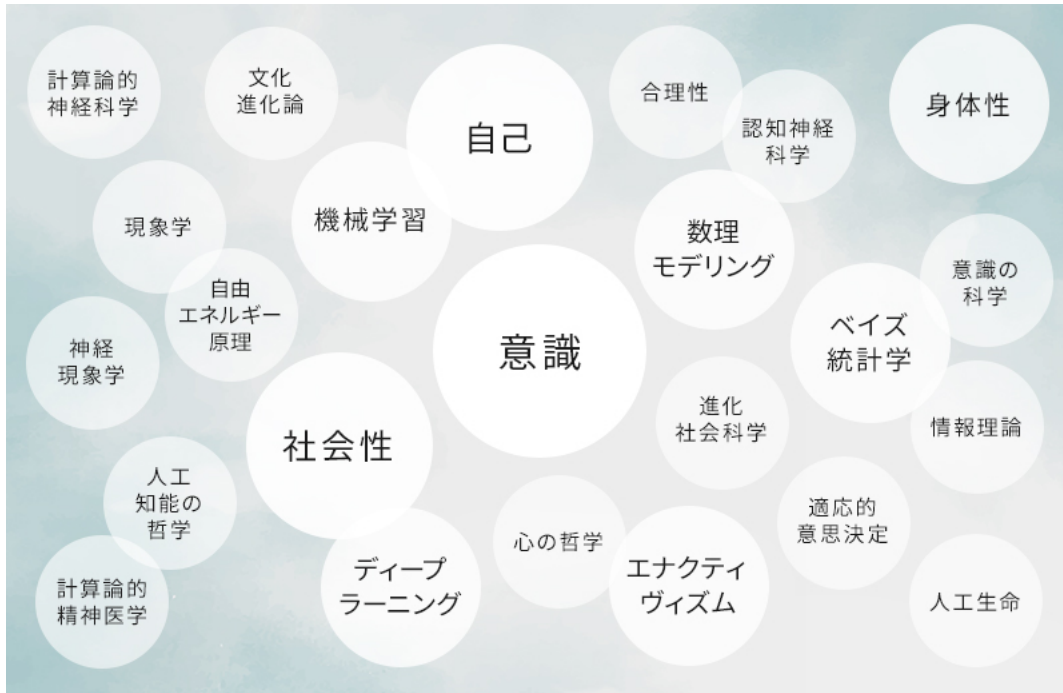 計算論的
神経科学
文化
進化論
自己
合理性
認知神経
科学
身体性
現象学
機械学習
数理
モデリング
意識の
科学
自由
エネルギー
原理
神経
現象学
意識
ベイズ
統計学
社会性
進化
社会科学
情報理論
人工
知能の
哲学
心の哲学
適応的
意思決定
計算論的
精神医学
ディープ
ラーニング
エナクティ
ヴィズム
人工生命